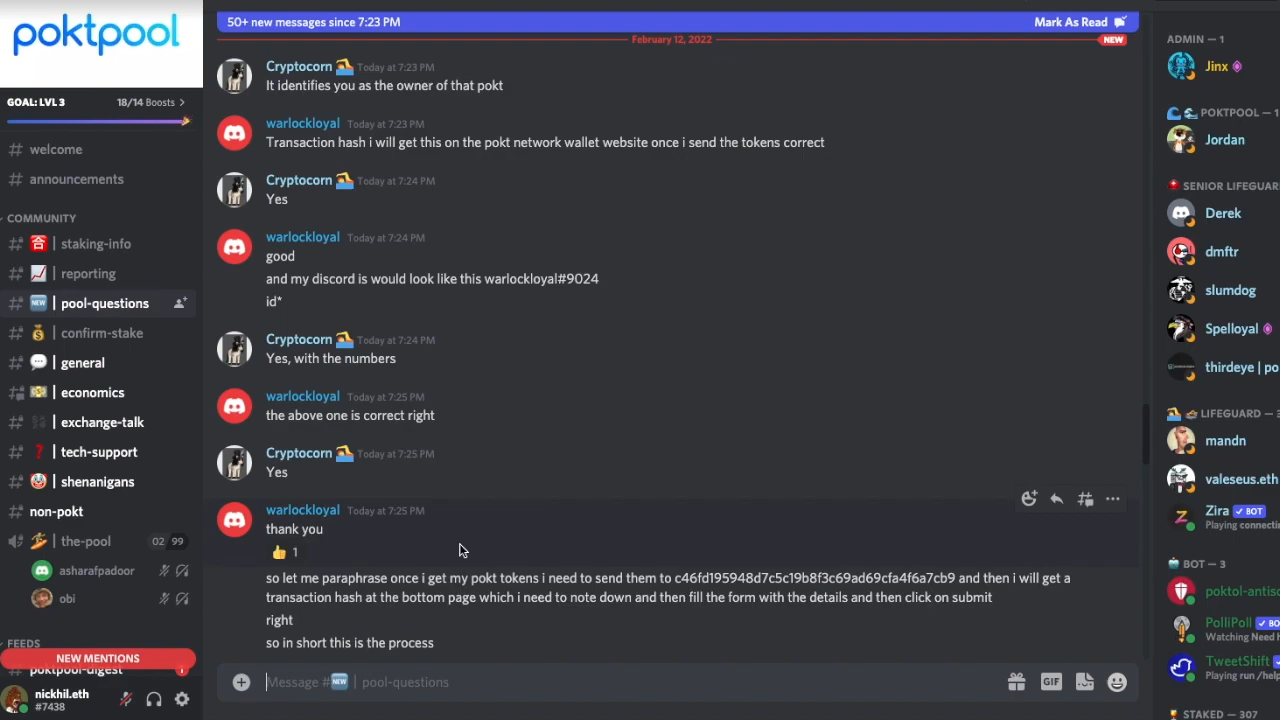 poktpool
GOAL: LVL 3 18/14 Boosts
# welcome
# announcements
COMMUNITY
合 | staking-info
| reporting
NEW | pool-questions
| confirm-stake
| general
| economics
| exchange-talk
❓ | tech-support
| shenanigans
non-pokt
| the-pool 02 99
asharafpadoor
obi
FEEDS
NEW MENTIONS
poktpool-digest
nickhil.eth
#7438
50+ new messages since 7:23 PM Mark As Read
February 12, 2022 NEW
Cryptocorn Today at 7:23 PM
It identifies you as the owner of that pokt
warlockloyal Today at 7:23 PM
Transaction hash i will get this on the pokt network wallet website once i send the tokens correct
Cryptocorn Today at 7:24 PM
Yes
warlockloyal Today at 7:24 PM
good
and my discord is would look like this warlockloyal#9024
id*
Cryptocorn Today at 7:24 PM
Yes, with the numbers
warlockloyal Today at 7:25 PM
the above one is correct right
Cryptocorn Today at 7:25 PM
Yes
warlockloyal Today at 7:25 PM
thank you
👍 1
so let me paraphrase once i get my pokt tokens i need to send them to c46fd195948d7c5c19b8f3c69ad69cfa4f6a7cb9 and then i will get a
transaction hash at the bottom page which i need to note down and then fill the form with the details and then click on submit
right
so in short this is the process
Message #NEW | pool-questions
GIF
ADMIN — 1
Jinx
POKTPOOL — 1
Jordan
SENIOR LIFEGUAR
Derek
dmftr
slumdog
Spelloyal
thirdeye | po
LIFEGUARD — 3
mandn
valeseus.eth
Zira ✓ BOT
Playing connecti
BOT — 3
poktol-antisc
PolliPoll ✓ BO
Watching Need h
TweetShift ✓
Playing run /help
STAKED — 307